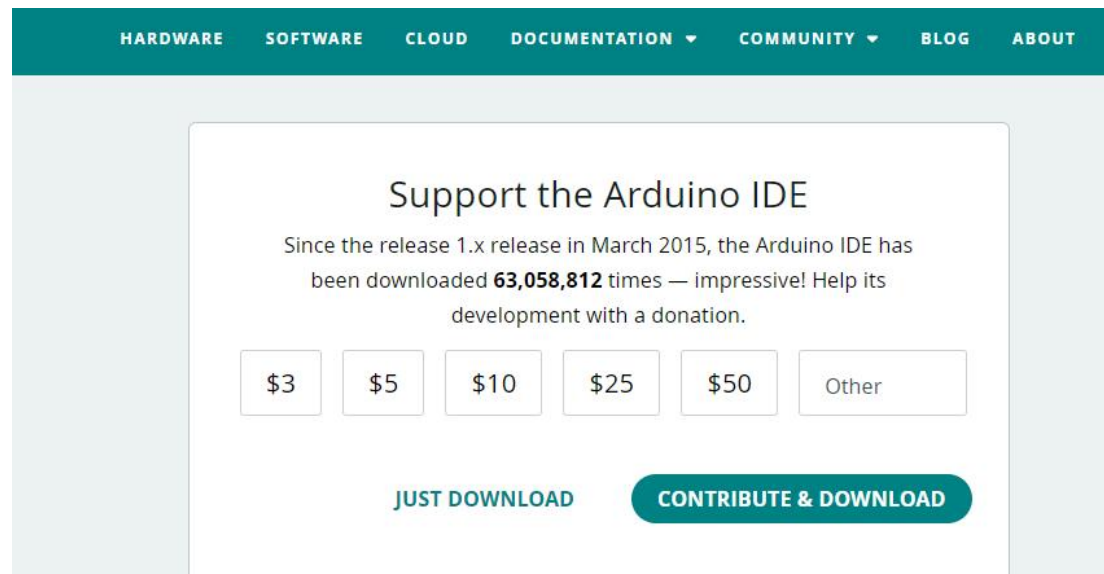 HARDWARE SOFTWARE CLOUD DOCUMENTATION COMMUNITY BLOG ABOUT
Support the Arduino IDE
Since the release 1.x release in March 2015, the Arduino IDE has
been downloaded 63,058,812 times — impressive! Help its
development with a donation.
$3 $5 $10 $25 $50 Other
JUST DOWNLOAD CONTRIBUTE & DOWNLOAD